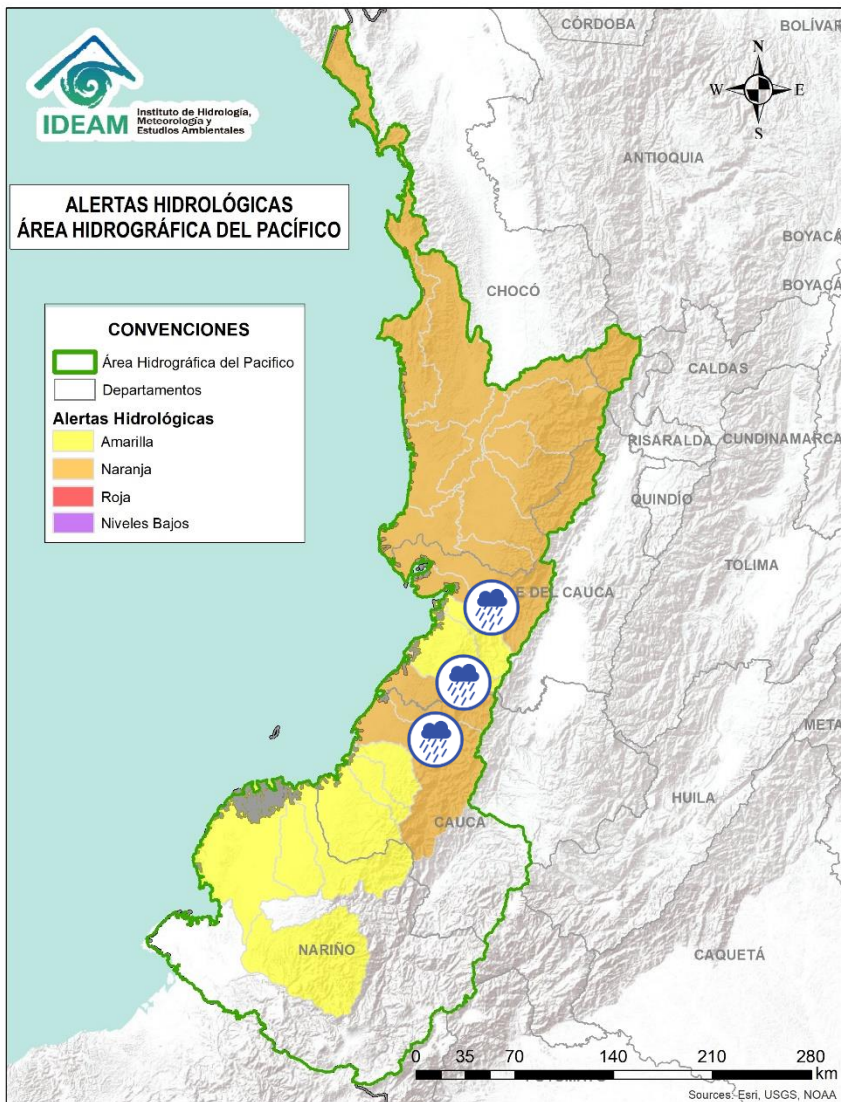 CÓRDOBA
BOLÍVAR
IDEAM
Instituto de Hidrología,
Meteorología y
Estudios Ambientales
N
W
E
S
ANTIOQUIA
ALERTAS HIDROLÓGICAS
ÁREA HIDROGRÁFICA DEL PACÍFICO
BOYACÁ
BOYACÁ
CHOCÓ
CONVENCIONES
Área Hidrográfica del Pacifico
Departamentos
Alertas Hidrológicas
Amarilla
Naranja
Roja
Niveles Bajos
CALDAS
RISARALDA
CUNDINAMARCA
QUINDÍO
TOLIMA
E DEL CAUCA
META
HUILA
CAUCA
NARIÑO
CAQUETÁ
0 35 70 140 210 280
km
Sources: Esri, USGS, NOAA